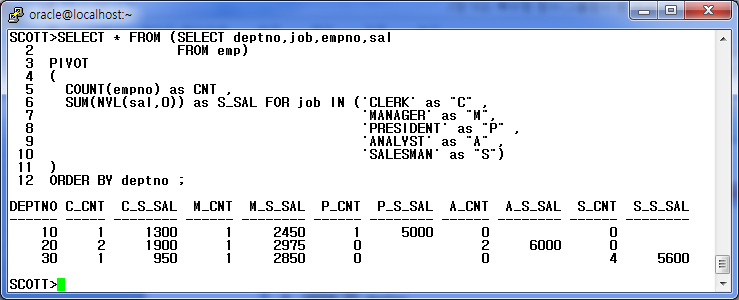 oracle@localhost:~
SCOTT>SELECT * FROM (SELECT deptno,job,empno,sal
2 FROM emp)
3 PIVOT
4 (
5 COUNT(empno) as CNT ,
6 SUM(NVL(sal,0)) as S_SAL FOR job IN ('CLERK' as "C" ,
7 'MANAGER' as "M",
8 'PRESIDENT' as "P" ,
9 'ANALYST' as "A" ,
10 'SALESMAN' as "S")
11 )
12 ORDER BY deptno ;
DEPTNO C_CNT C_S_SAL M_CNT M_S_SAL P_CNT P_S_SAL A_CNT A_S_SAL S_CNT S_S_SAL
------ ----- ------- ----- ------- ----- ------- ----- ------- ----- -------
10 1 1300 1 2450 1 5000 0 0
20 2 1900 1 2975 0 2 6000 0
30 1 950 1 2850 0 0 4 5600
SCOTT>